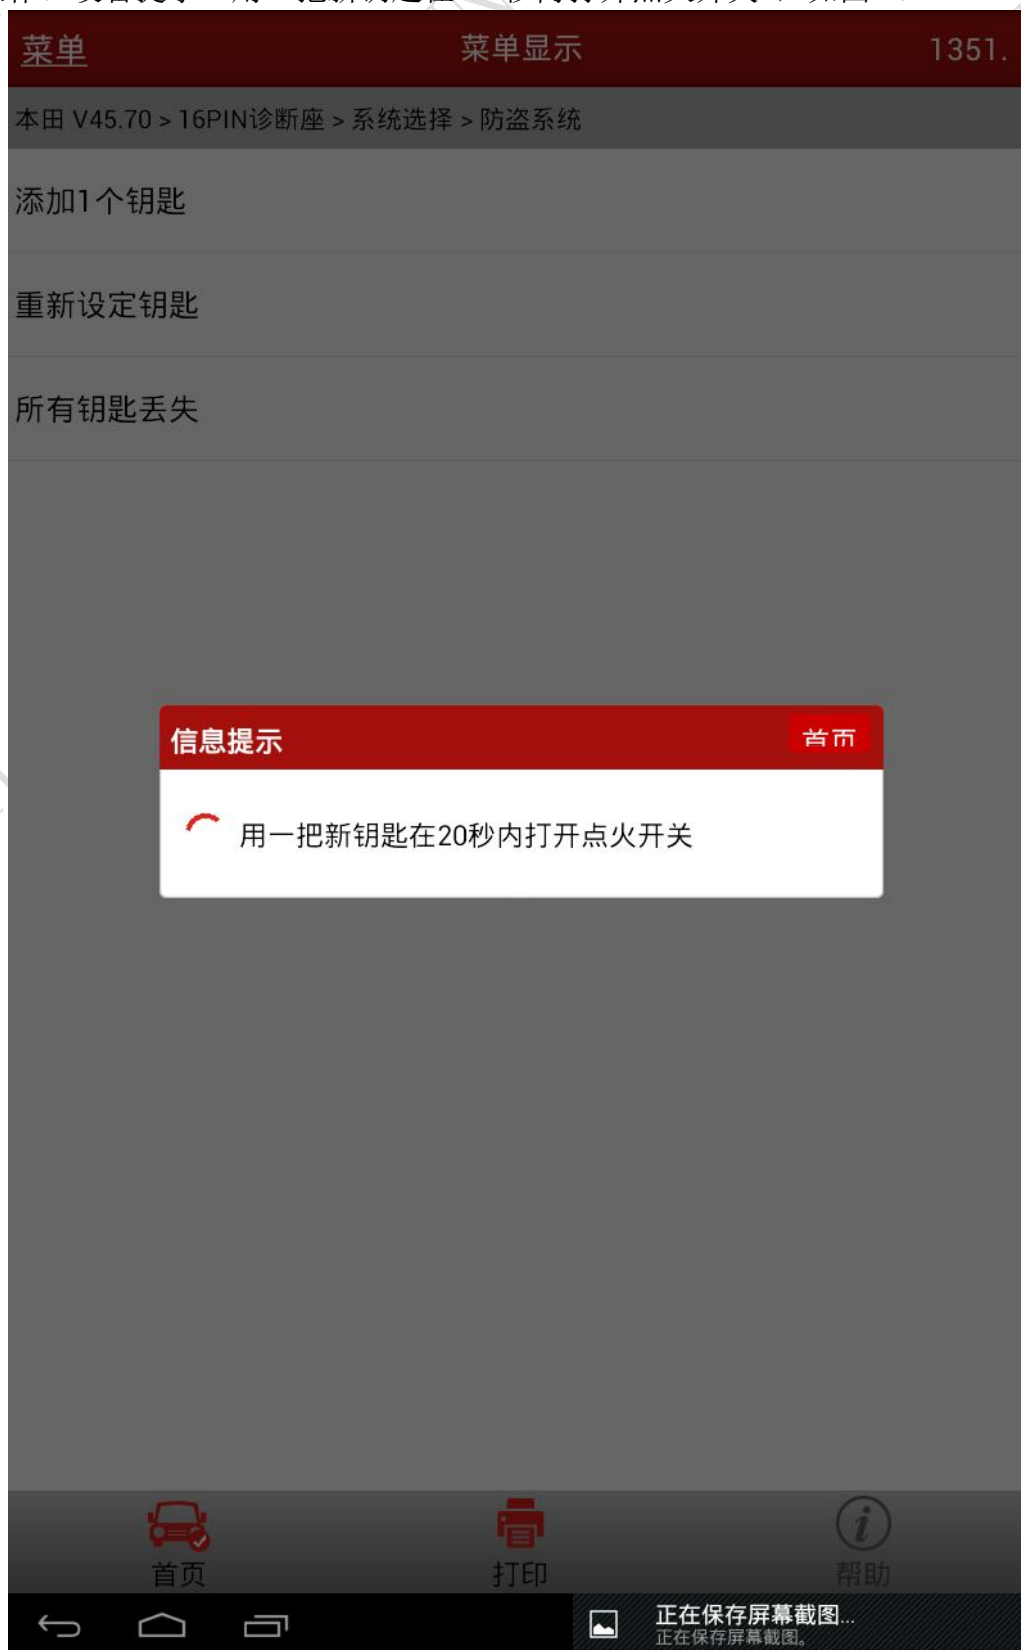 菜单 菜单显示 1351.
本田 V45.70 > 16PIN诊断座 > 系统选择 > 防盗系统
添加1个钥匙
重新设定钥匙
所有钥匙丢失
信息提示 首页
用一把新钥匙在20秒内打开点火开关
首页 打印 帮助
正在保存屏幕截图...
正在保存屏幕截图。